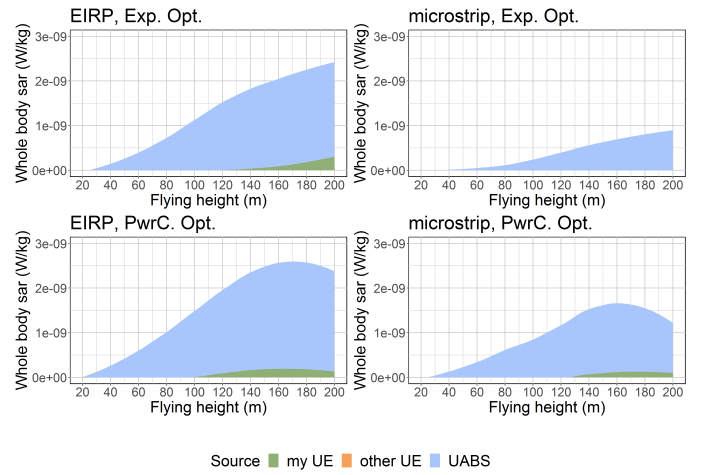 EIRP, Exp. Opt.
Whole body sar (W/kg)
3e-09
2e-09
1e-09
0e+00
20 40 60 80 100 120 140 160 180 200
Flying height (m)
microstrip, Exp. Opt.
Whole body sar (W/kg)
3e-09
2e-09
1e-09
0e+00
20 40 60 80 100 120 140 160 180 200
Flying height (m)
EIRP, PwrC. Opt.
Whole body sar (W/kg)
3e-09
2e-09
1e-09
0e+00
20 40 60 80 100 120 140 160 180 200
Flying height (m)
microstrip, PwrC. Opt.
Whole body sar (W/kg)
3e-09
2e-09
1e-09
0e+00
20 40 60 80 100 120 140 160 180 200
Flying height (m)
Source my UE other UE UABS